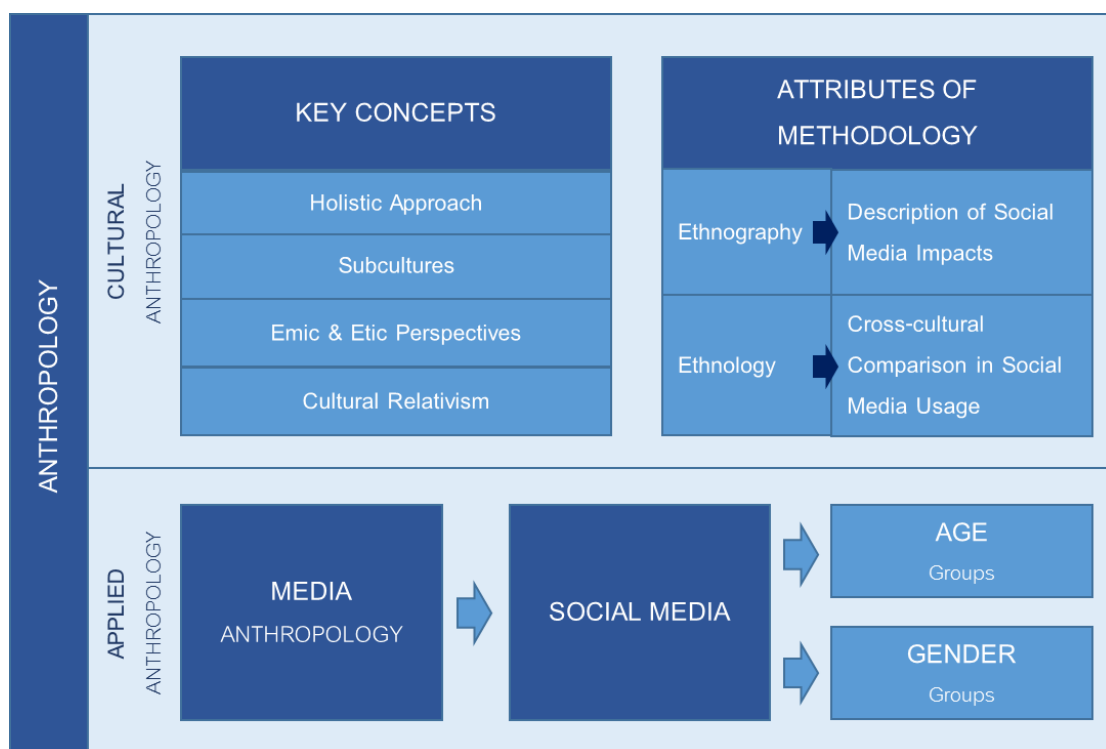 ANTHROPOLOGY
CULTURAL
ANTHROPOLOGY
KEY CONCEPTS
Holistic Approach
Subcultures
Emic & Etic Perspectives
Cultural Relativism
ATTRIBUTES OF
METHODOLOGY
Ethnography
Description of Social
Media Impacts
Ethnology
Cross-cultural
Comparison in Social
Media Usage
APPLIED
ANTHROPOLOGY
MEDIA
ANTHROPOLOGY
SOCIAL MEDIA
AGE
Groups
GENDER
Groups